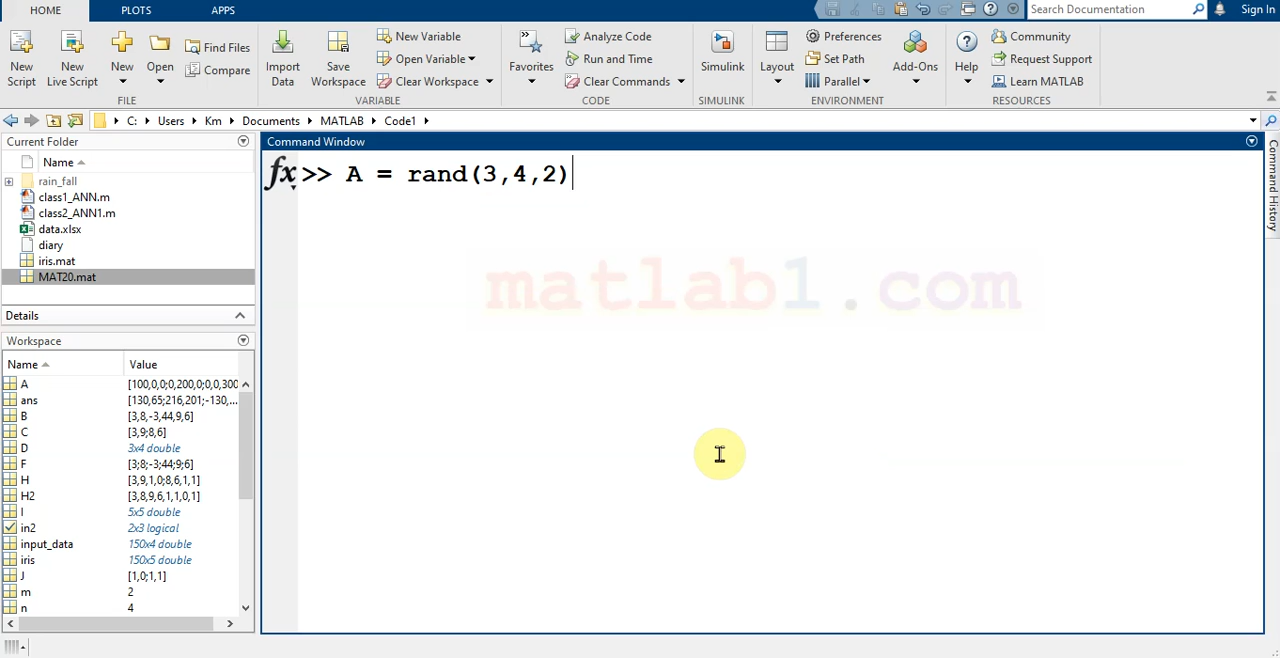 HOME PLOTS APPS
Search Documentation
Sign In
New Script
New Live Script
New
Open
Find Files
Compare
FILE
Import Data
Save Workspace
New Variable
Open Variable
Clear Workspace
VARIABLE
Favorites
Analyze Code
Run and Time
Clear Commands
CODE
Simulink
SIMULINK
Layout
Preferences
Set Path
Parallel
ENVIRONMENT
Add-Ons
Help
Community
Request Support
Learn MATLAB
RESOURCES
C: Users Km Documents MATLAB Code1
Current Folder
Name
rain_fall
class1_ANN.m
class2_ANN1.m
data.xlsx
diary
iris.mat
MAT20.mat
Details
Workspace
Name Value
A [100,0,0;0,200,0;0,0,300
ans [130,65;216,201;-130,...
B [3,8,-3,44,9,6]
C [3,9;8,6]
D 3x4 double
F [3;8;-3;44;9;6]
H [3,9,1,0;8,6,1,1]
H2 [3,8,9,6,1,1,0,1]
I 5x5 double
in2 2x3 logical
input_data 150x4 double
iris 150x5 double
J [1,0;1,1]
m 2
n 4
Command Window
fx >> A = rand(3,4,2)
matlab1.com
Command History